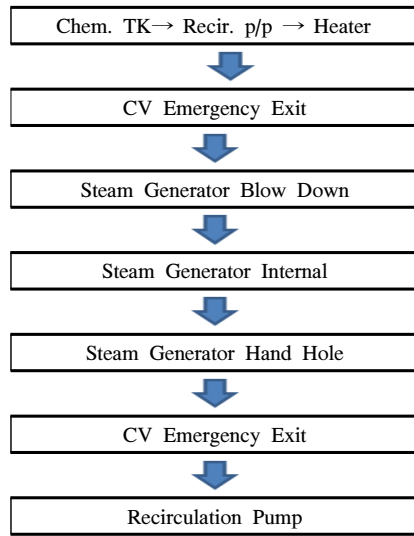 Chem. TK→ Recir. p/p → Heater
CV Emergency Exit
Steam Generator Blow Down
Steam Generator Internal
Steam Generator Hand Hole
CV Emergency Exit
Recirculation Pump